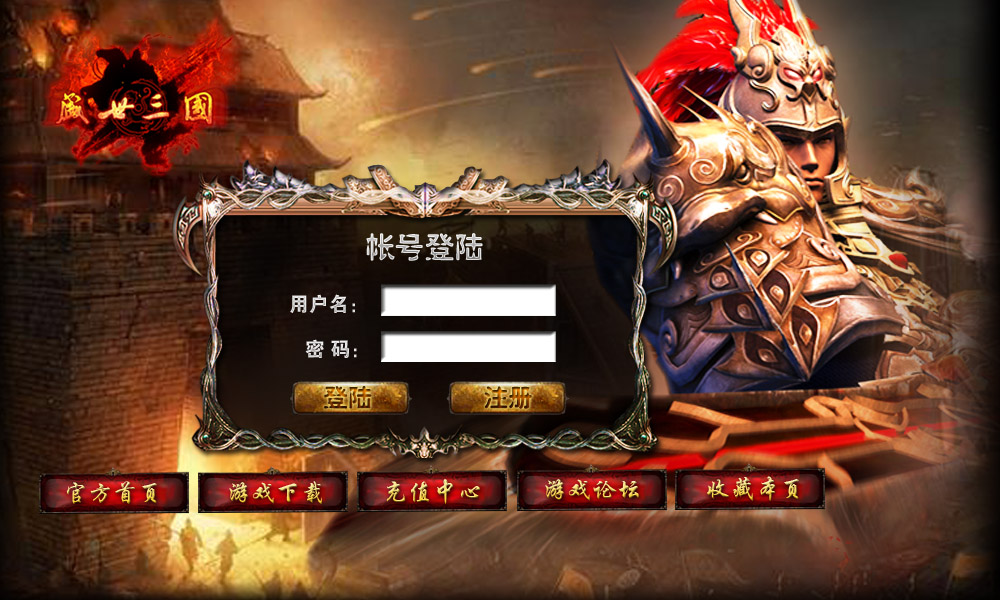 盛世三國
帐号登陆
用户名：
密 码：
登陆 注册
官方首页 游戏下载 充值中心 游戏论坛 收藏本页